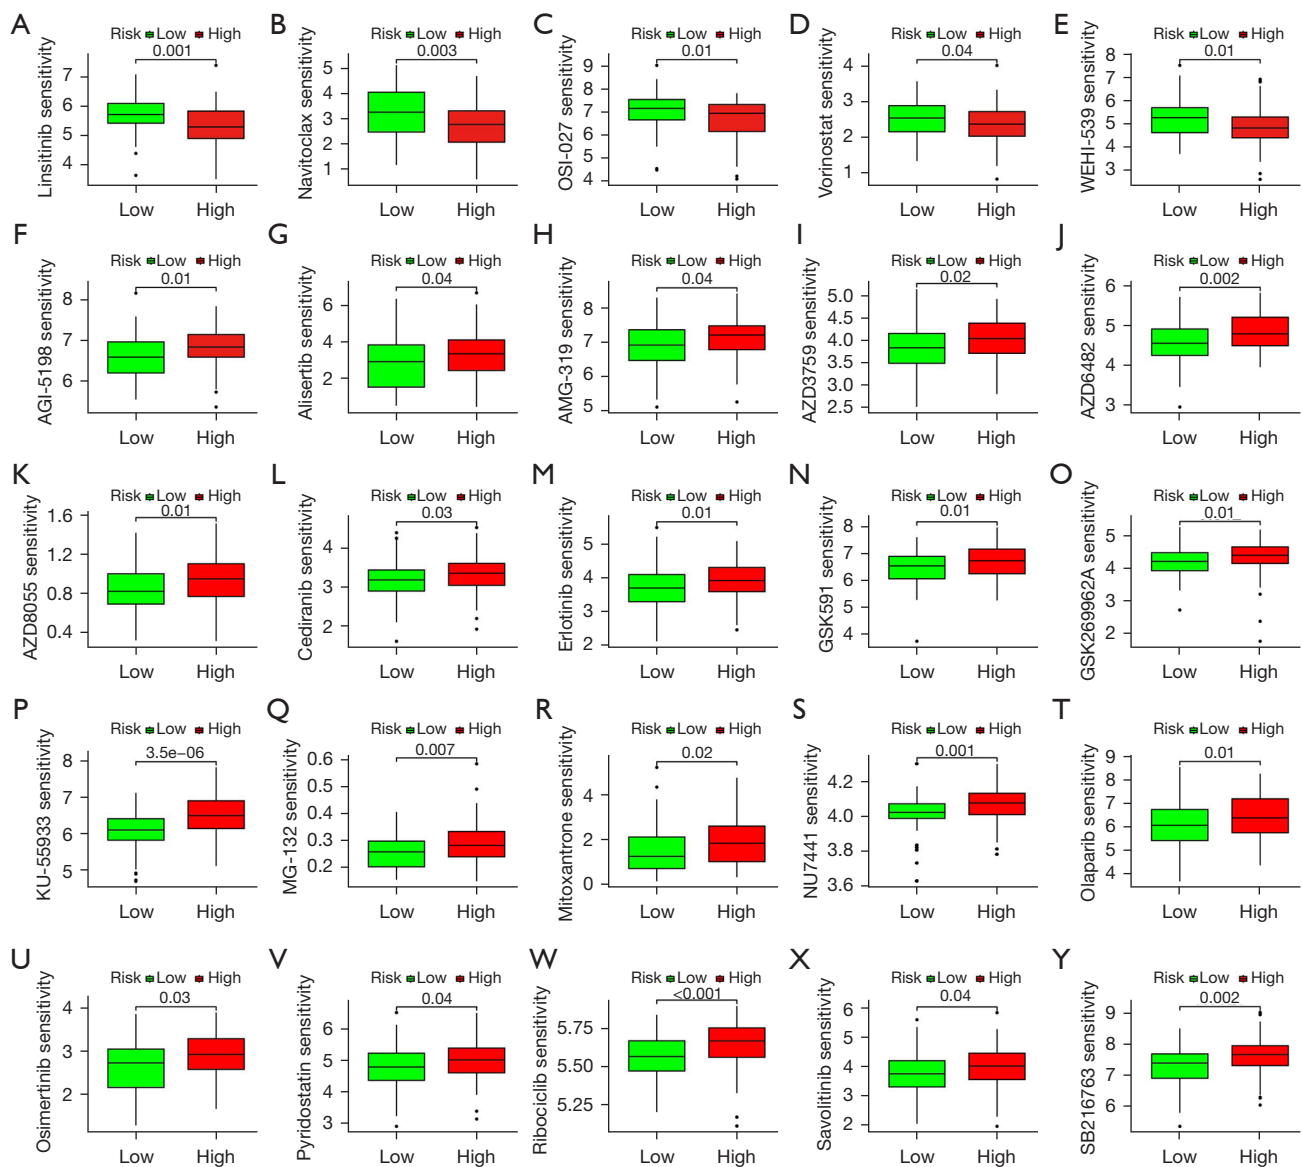 A
Risk Low High
0.001
Linsitinib sensitivity
7
6
5
4
Low High
B
Risk Low High
0.003
Navitoclax sensitivity
5
4
3
2
1
Low High
C
Risk Low High
0.01
OSI-027 sensitivity
9
8
7
6
5
4
Low High
D
Risk Low High
0.04
Vorinostat sensitivity
4
3
2
1
Low High
E
Risk Low High
0.01
WEHI-539 sensitivity
8
7
6
5
4
3
Low High
F
Risk Low High
0.01
AGI-5198 sensitivity
8
7
6
Low High
G
Risk Low High
0.04
Alisertib sensitivity
6
4
2
Low High
H
Risk Low High
0.04
AMG-319 sensitivity
8
7
6
5
Low High
I
Risk Low High
0.02
AZD3759 sensitivity
5.0
4.5
4.0
3.5
3.0
2.5
Low High
J
Risk Low High
0.002
AZD6482 sensitivity
6
5
4
3
Low High
K
Risk Low High
0.01
AZD8055 sensitivity
1.6
1.2
0.8
0.4
Low High
L
Risk Low High
0.03
Cediranib sensitivity
4
3
2
Low High
M
Risk Low High
0.01
Erlotinib sensitivity
5
4
3
2
Low High
N
Risk Low High
0.01
GSK591 sensitivity
8
7
6
5
4
Low High
O
Risk Low High
0.01
GSK269962A sensitivity
5
4
3
2
Low High
P
Risk Low High
3.5e−06
KU-55933 sensitivity
8
7
6
5
Low High
Q
Risk Low High
0.007
MG-132 sensitivity
0.6
0.5
0.4
0.3
0.2
Low High
R
Risk Low High
0.02
Mitoxantrone sensitivity
4
2
0
Low High
S
Risk Low High
0.001
NU7441 sensitivity
4.2
4.0
3.8
3.6
Low High
T
Risk Low High
0.01
Olaparib sensitivity
9
8
7
6
5
4
Low High
U
Risk Low High
0.03
Osimertinib sensitivity
4
3
2
Low High
V
Risk Low High
0.04
Pyridostatin sensitivity
6
5
4
3
Low High
W
Risk Low High
<0.001
Ribociclib sensitivity
5.75
5.50
5.25
Low High
X
Risk Low High
0.04
Savolitinib sensitivity
6
5
4
3
2
Low High
Y
Risk Low High
0.002
SB216763 sensitivity
9
8
7
6
Low High